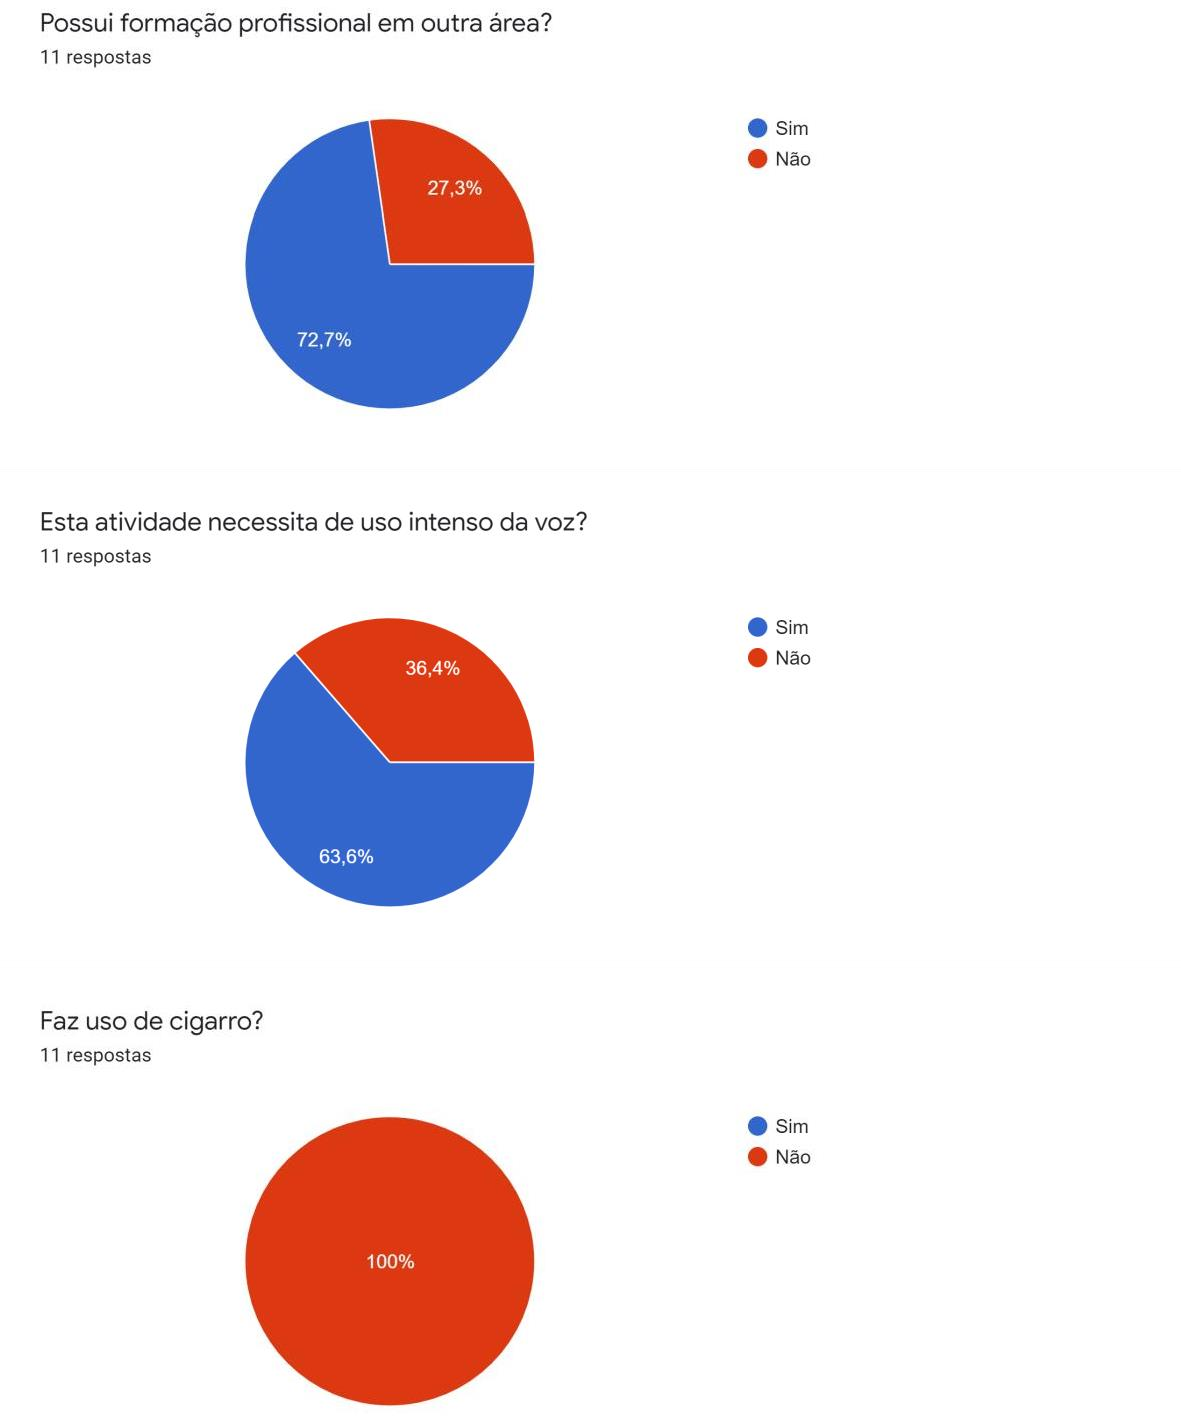 Possui formação profissional em outra área?
11 respostas
Sim
Não
27,3%
72,7%
Esta atividade necessita de uso intenso da voz?
11 respostas
Sim
Não
36,4%
63,6%
Faz uso de cigarro?
11 respostas
Sim
Não
100%